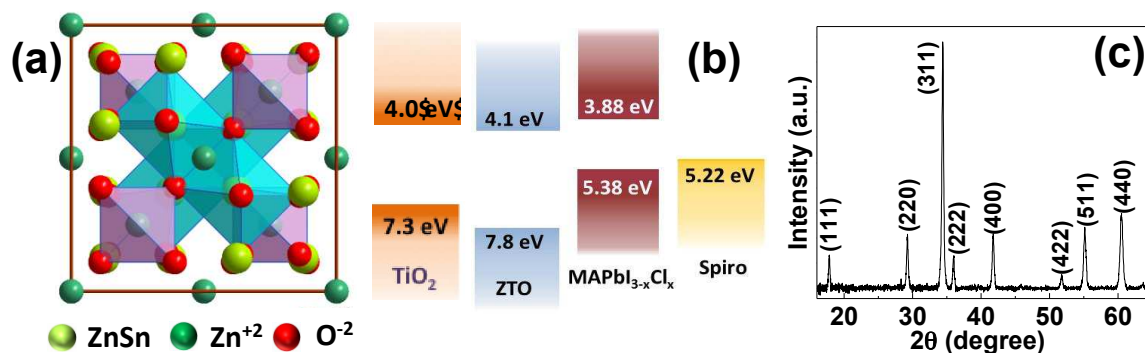 (a)
ZnSn Zn+2 O-2
(b)
4.0$eV$
4.1 eV
3.88 eV
7.3 eV
7.8 eV
5.38 eV
5.22 eV
TiO2
ZTO
MAPbI3-xClx
Spiro
(c)
Intensity (a.u.)
(111)
(220)
(311)
(222)
(400)
(422)
(511)
(440)
20 30 40 50 60
2θ (degree)